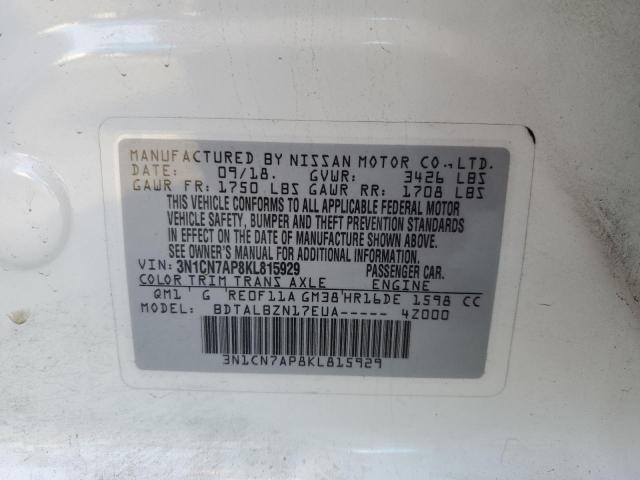 MANUFACTURED BY NISSAN MOTOR CO.,LTD.
DATE: 09/18. GVWR: 3426 LBS
GAWR FR: 1750 LBS GAWR RR: 1708 LBS
THIS VEHICLE CONFORMS TO ALL APPLICABLE FEDERAL MOTOR
VEHICLE SAFETY, BUMPER AND THEFT PREVENTION STANDARDS
IN EFFECT ON THE DATE OF MANUFACTURE SHOWN ABOVE.
SEE OWNER'S MANUAL FOR ADDITIONAL INFORMATION.
VIN: 3N1CN7AP8KL815929 PASSENGER CAR.
COLOR TRIM TRANS AXLE ENGINE
QM1 G RE0F11A GM38 HR16DE 1598 CC
MODEL: BDTALBZN17EUA----- 4Z000
3N1CN7AP8KL815929